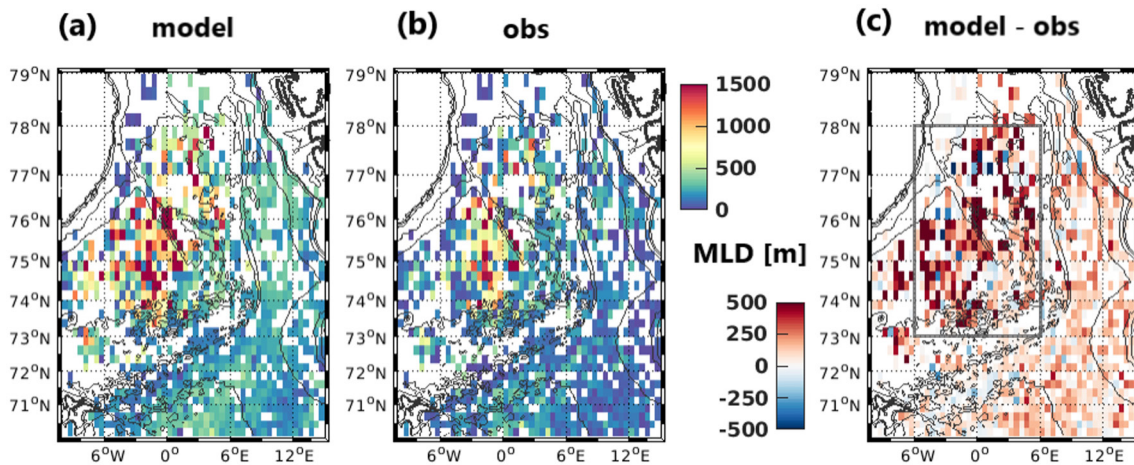 (a) model
(b) obs
(c) model - obs
79°N
78°N
77°N
76°N
75°N
74°N
73°N
72°N
71°N
6°W
0°
6°E
12°E
79°N
78°N
77°N
76°N
75°N
74°N
73°N
72°N
71°N
6°W
0°
6°E
12°E
1500
1000
500
0
MLD [m]
500
250
0
-250
-500
79°N
78°N
77°N
76°N
75°N
74°N
73°N
72°N
71°N
6°W
0°
6°E
12°E